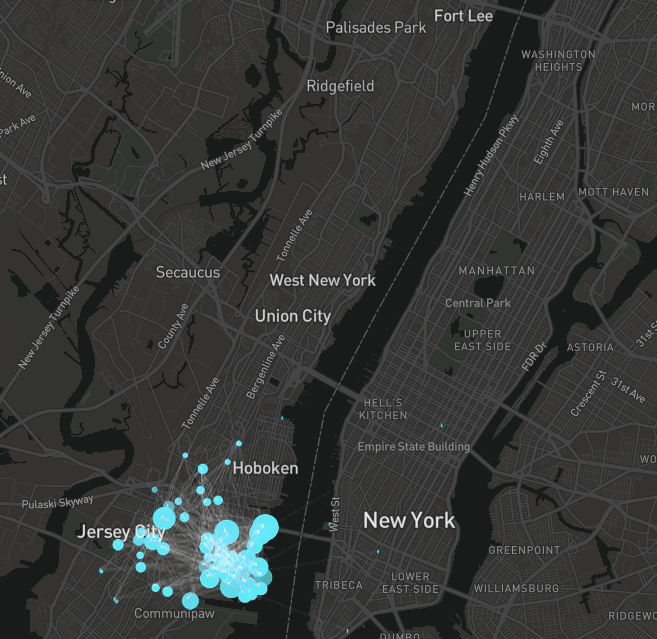 Fort Lee
Palisades Park
WASHINGTON
HEIGHTS
Ridgefield
Park Ave
New Jersey Turnpike
Henry Hudson Pkwy
Eighth Ave
HARLEM
MOTT HAVEN
Tonnelle Ave
Secaucus
West New York
MANHATTAN
Central Park
New Jersey Turnpike
County Ave
Union City
UPPER
EAST SIDE
FDR Dr
ASTORIA
31st S
Bergenline Ave
Tonnelle Ave
Crescent St
31st Ave
HELL'S
KITCHEN
Empire State Building
Hoboken
Pulaski Skyway
West St
Jersey City
New York
GREENPOINT
TRIBECA
LOWER
EAST SIDE
WILLIAMSBURG
Communipaw
RIDGEWO
DUMBO